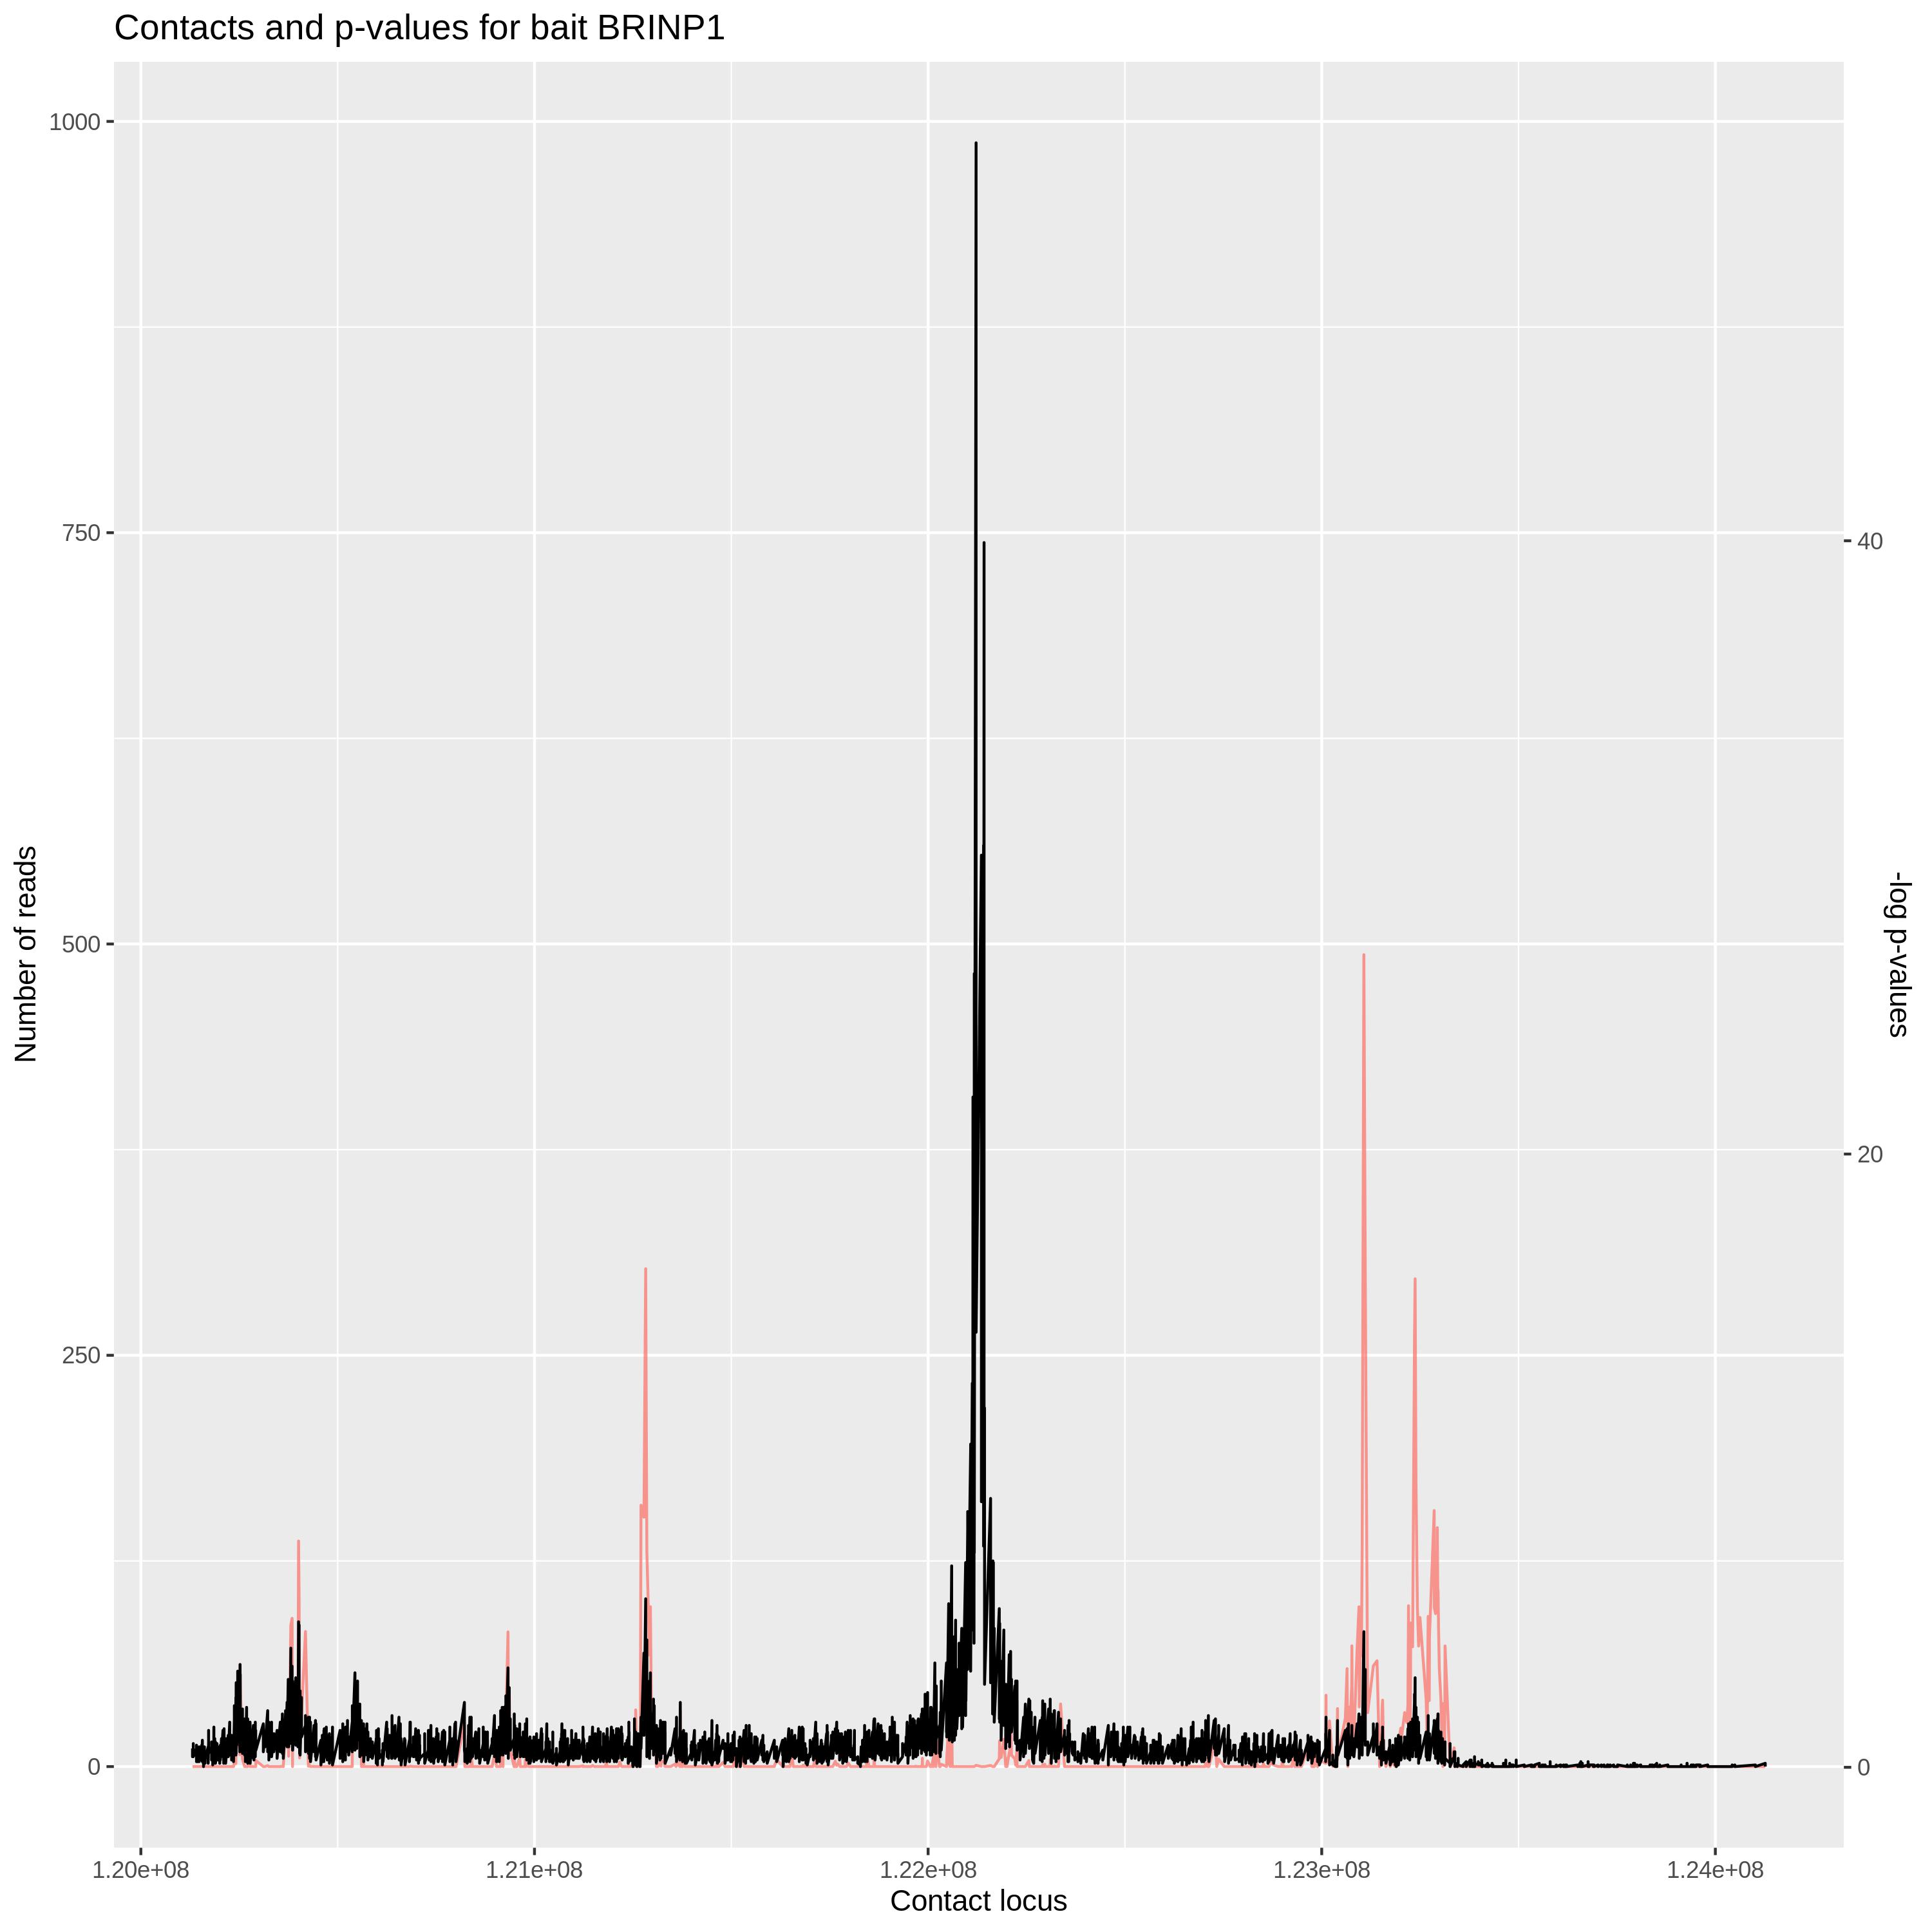 Contacts and p-values for bait BRINP1
1000
750
500
250
0
Number of reads
40
20
0
-log p-values
1.20e+08 1.21e+08 1.22e+08 1.23e+08 1.24e+08
Contact locus